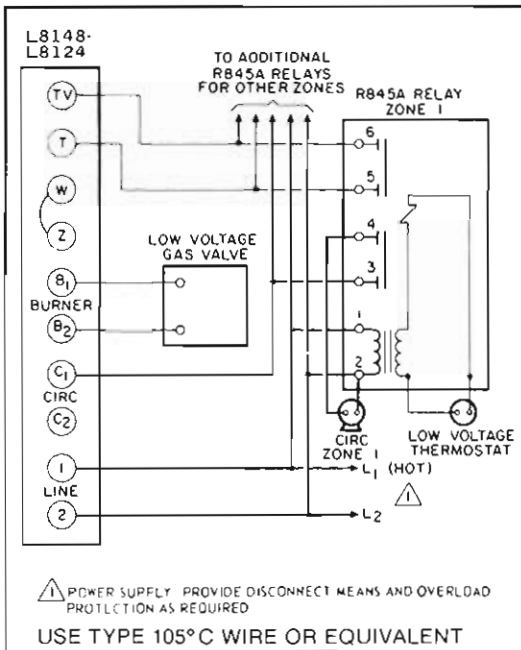 L8148-
L8124
TO ADDITIONAL
R845A RELAYS
FOR OTHER ZONES
R845A RELAY
ZONE 1
TV
T
W
Z
B1
BURNER
B2
C1
CIRC
C2
1
LINE
2
LOW VOLTAGE
GAS VALVE
6
5
4
3
1
2
CIRC
ZONE 1
LOW VOLTAGE
THERMOSTAT
L1 (HOT)
1
L2
1 POWER SUPPLY PROVIDE DISCONNECT MEANS AND OVERLOAD
PROTECTION AS REQUIRED
USE TYPE 105°C WIRE OR EQUIVALENT